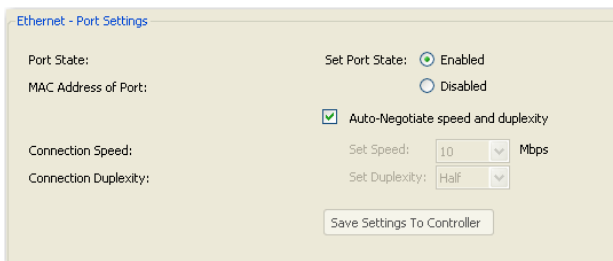 Ethernet - Port Settings
Port State: Set Port State: Enabled
MAC Address of Port: Disabled
Auto-Negotiate speed and duplexity
Connection Speed: Set Speed: 10 Mbps
Connection Duplexity: Set Duplexity: Half
Save Settings To Controller